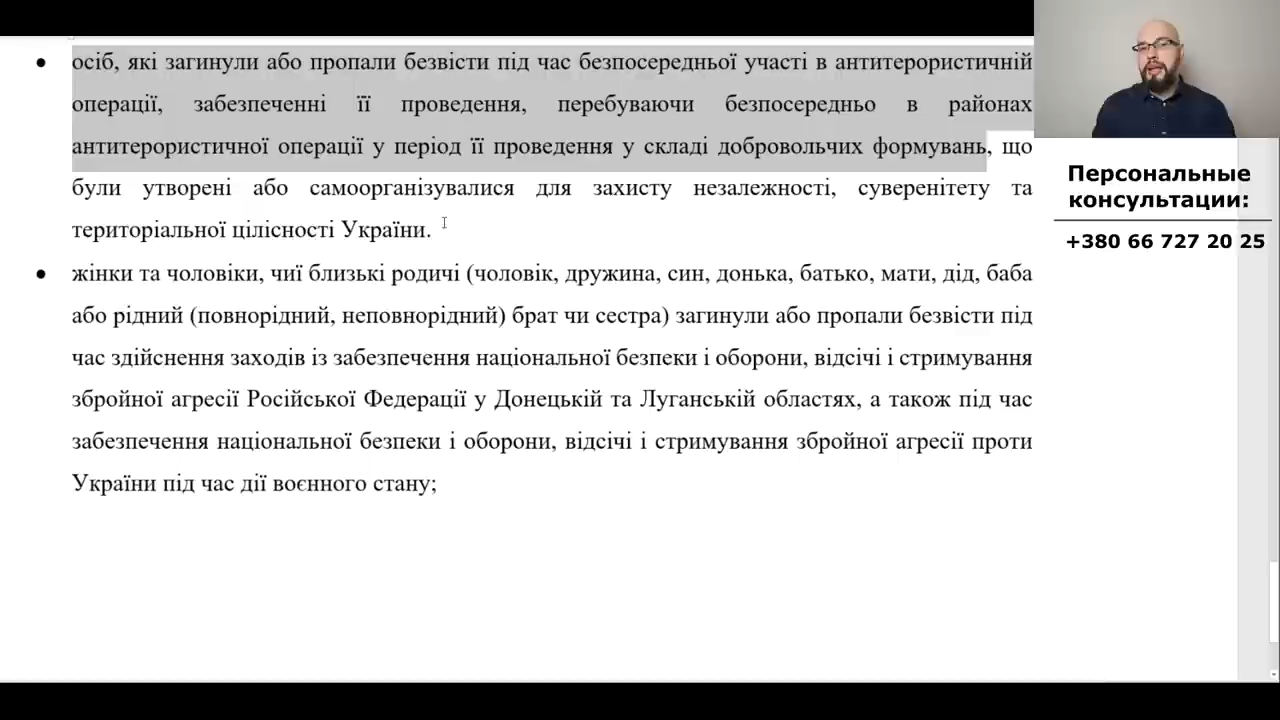 осіб, які загинули або пропали безвісти під час безпосередньої участі в антитерористичній
операції, забезпеченні її проведення, перебуваючи безпосередньо в районах
антитерористичної операції у період її проведення у складі добровольчих формувань, що
були утворені або самоорганізувалися для захисту незалежності, суверенітету та
територіальної цілісності України.
жінки та чоловіки, чиї близькі родичі (чоловік, дружина, син, донька, батько, мати, дід, баба
або рідний (повнорідний, неповнорідний) брат чи сестра) загинули або пропали безвісти під
час здійснення заходів із забезпечення національної безпеки і оборони, відсічі і стримування
збройної агресії Російської Федерації у Донецькій та Луганській областях, а також під час
забезпечення національної безпеки і оборони, відсічі і стримування збройної агресії проти
України під час дії воєнного стану;
Персональные
консультации:
+380 66 727 20 25